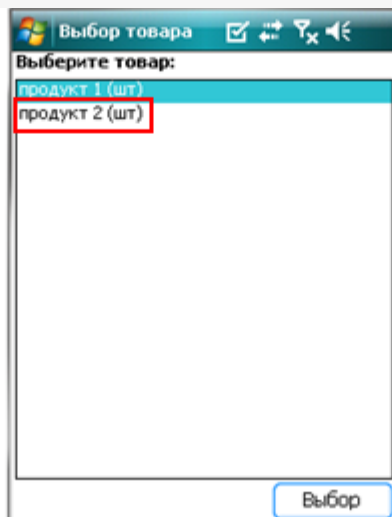 Выбор товара
Выберите товар:
продукт 1 (шт)
продукт 2 (шт)
Выбор